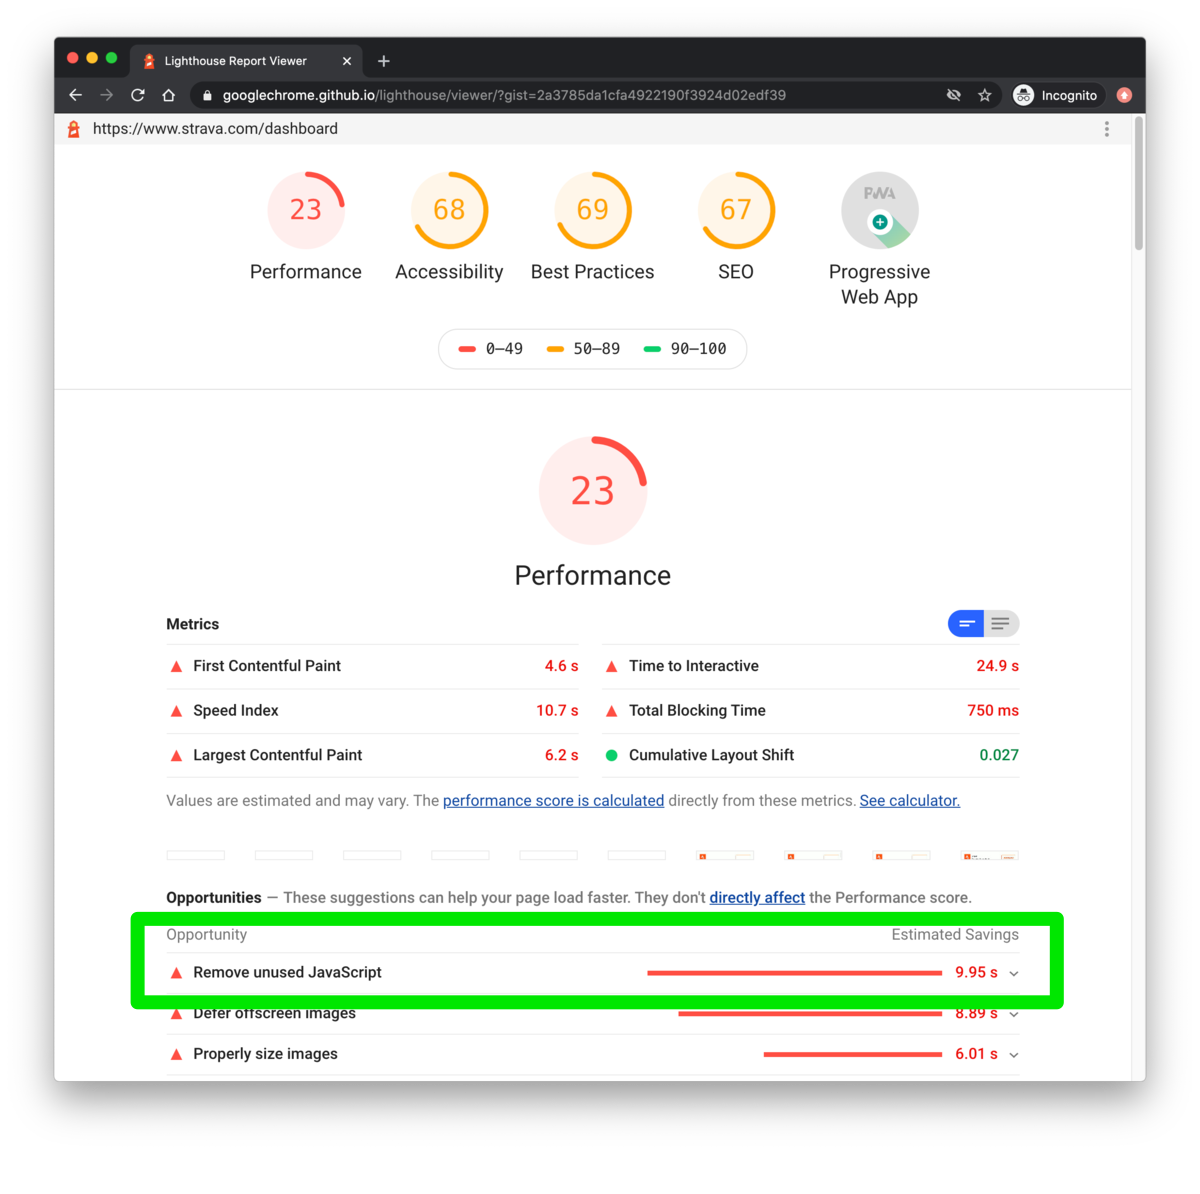 Lighthouse Report Viewer
googlechrome.github.io/lighthouse/viewer/?gist=2a3785da1cfa4922190f3924d02edf39
Incognito
https://www.strava.com/dashboard
23 68 69 67 PWA
Performance Accessibility Best Practices SEO Progressive
Web App
0–49 50–89 90–100
23
Performance
Metrics
First Contentful Paint 4.6 s Time to Interactive 24.9 s
Speed Index 10.7 s Total Blocking Time 750 ms
Largest Contentful Paint 6.2 s Cumulative Layout Shift 0.027
Values are estimated and may vary. The performance score is calculated directly from these metrics. See calculator.
Opportunities — These suggestions can help your page load faster. They don't directly affect the Performance score.
Opportunity Estimated Savings
Remove unused JavaScript 9.95 s
Defer offscreen images 8.89 s
Properly size images 6.01 s